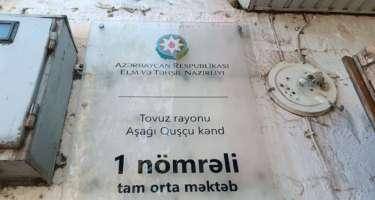 AZƏRBAYCAN RESPUBLİKASI
ELM VƏ TƏHSİL NAZİRLİYİ
Tovuz rayonu
Aşağı Quşçu kənd
1 nömrəli
tam orta məktəb